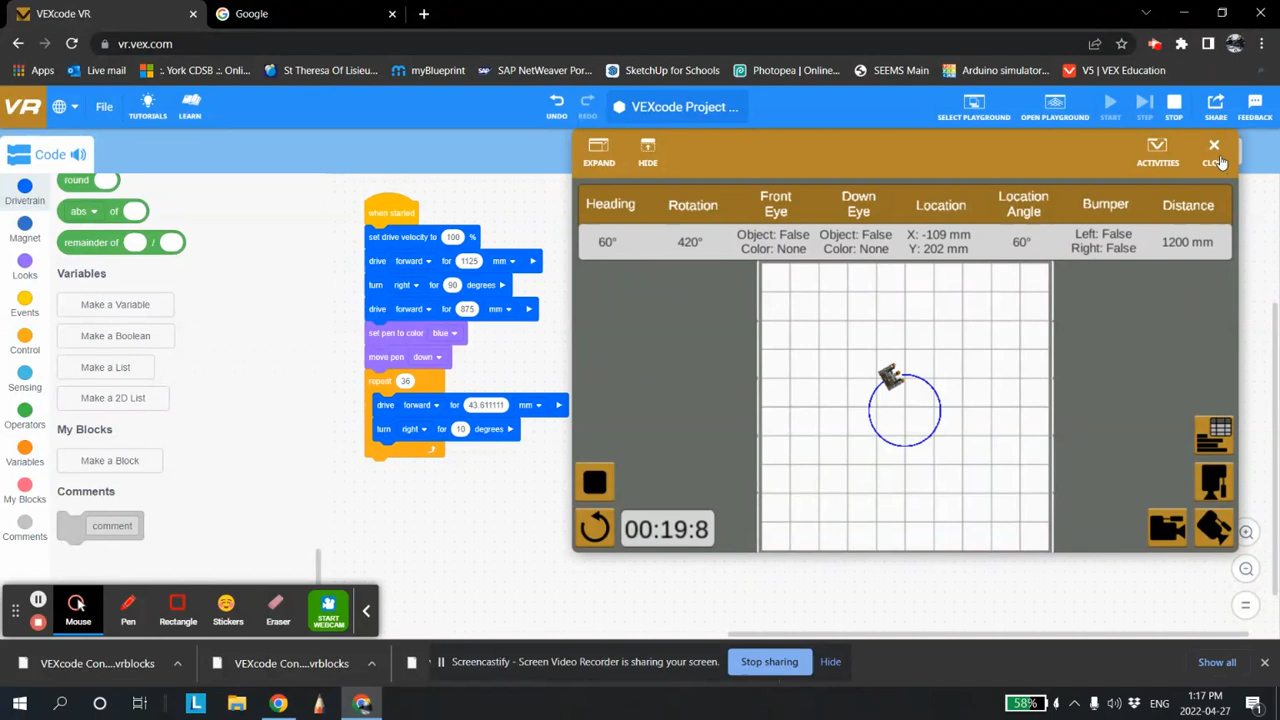 VEXcode VR
Google
vr.vex.com
Apps
Live mail
:: York CDSB :: Onlin...
St Theresa Of Lisieu...
myBlueprint
SAP NetWeaver Por...
SketchUp for Schools
Photopea | Online...
SEEMS Main
Arduino simulator...
V5 | VEX Education
VR
File
TUTORIALS
LEARN
UNDO
REDO
VEXcode Project ...
SELECT PLAYGROUND
OPEN PLAYGROUND
START
STEP
STOP
SHARE
FEEDBACK
Code
Drivetrain
Magnet
Looks
Events
Control
Sensing
Operators
Variables
My Blocks
Comments
round
abs of
remainder of /
Variables
Make a Variable
Make a Boolean
Make a List
Make a 2D List
My Blocks
Make a Block
Comments
comment
when started
set drive velocity to 100 %
drive forward for 1125 mm
turn right for 90 degrees
drive forward for 875 mm
set pen to color blue
move pen down
repeat 36
drive forward for 43.611111 mm
turn right for 10 degrees
EXPAND
HIDE
ACTIVITIES
Heading
Rotation
Front Eye
Down Eye
Location
Location Angle
Bumper
Distance
60°
420°
Object: False
Color: None
Object: False
Color: None
X: -109 mm
Y: 202 mm
60°
Left: False
Right: False
1200 mm
00:19:8
Mouse
Pen
Rectangle
Stickers
Eraser
START WEBCAM
VEXcode Con....vrblocks
VEXcode Con....vrblocks
Screencastify - Screen Video Recorder is sharing your screen.
Stop sharing
Hide
Show all
58%
ENG
1:17 PM
2022-04-27